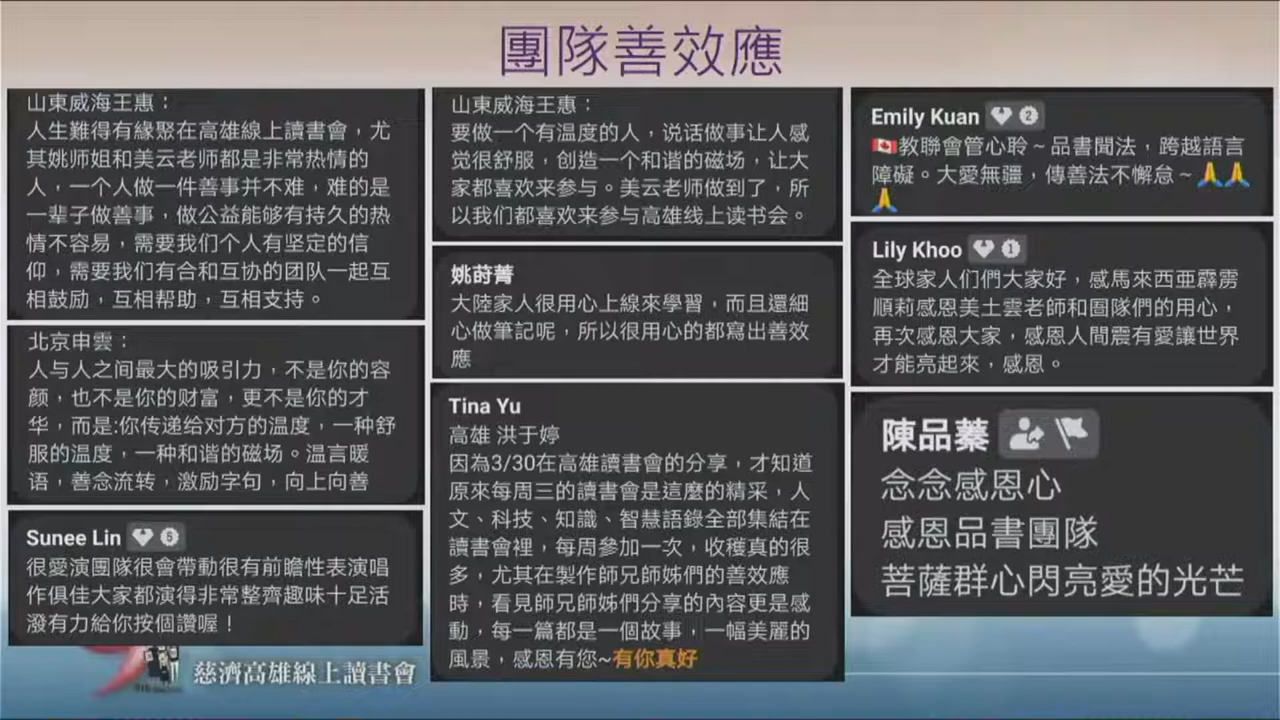 團隊善效應
山東威海王惠：
人生難得有緣聚在高雄線上讀書會，尤
其姚师姐和美云老师都是非常热情的
人，一个人做一件善事并不难，难的是
一辈子做善事，做公益能够有持久的热
情不容易，需要我们个人有坚定的信
仰，需要我们有合和互协的团队一起互
相鼓励，互相帮助，互相支持。
北京申雲：
人与人之间最大的吸引力，不是你的容
颜，也不是你的财富，更不是你的才
华，而是:你传递给对方的温度，一种舒
服的温度，一种和谐的磁场。温言暖
语，善念流转，激励字句，向上向善
Sunee Lin 6
很愛演團隊很會帶動很有前瞻性表演唱
作俱佳大家都演得非常整齊趣味十足活
潑有力給你按個讚喔！
慈濟高雄線上讀書會
山東威海王惠：
要做一个有温度的人，说话做事让人感
觉很舒服，创造一个和谐的磁场，让大
家都喜欢来参与。美云老师做到了，所
以我们都喜欢来参与高雄线上读书会。
姚莳菁
大陸家人很用心上線來學習，而且還細
心做筆記呢，所以很用心的都寫出善效
應
Tina Yu
高雄 洪于婷
因為3/30在高雄讀書會的分享，才知道
原來每周三的讀書會是這麼的精采，人
文、科技、知識、智慧語錄全部集結在
讀書會裡，每周參加一次，收穫真的很
多，尤其在製作師兄師姊們的善效應
時，看見師兄師姊們分享的內容更是感
動，每一篇都是一個故事，一幅美麗的
風景，感恩有您~有你真好
Emily Kuan 2
🇨🇦教聯會管心聆～品書聞法，跨越語言
障礙。大愛無疆，傳善法不懈怠～🙏🙏
🙏
Lily Khoo 1
全球家人们們大家好，感馬來西亜霹雳
順莉感恩美土雲老師和圄隊們的用心，
再次感恩大家，感恩人間震有愛讓世界
才能亮起來，感恩。
陳品蓁
念念感恩心
感恩品書團隊
菩薩群心閃亮愛的光芒